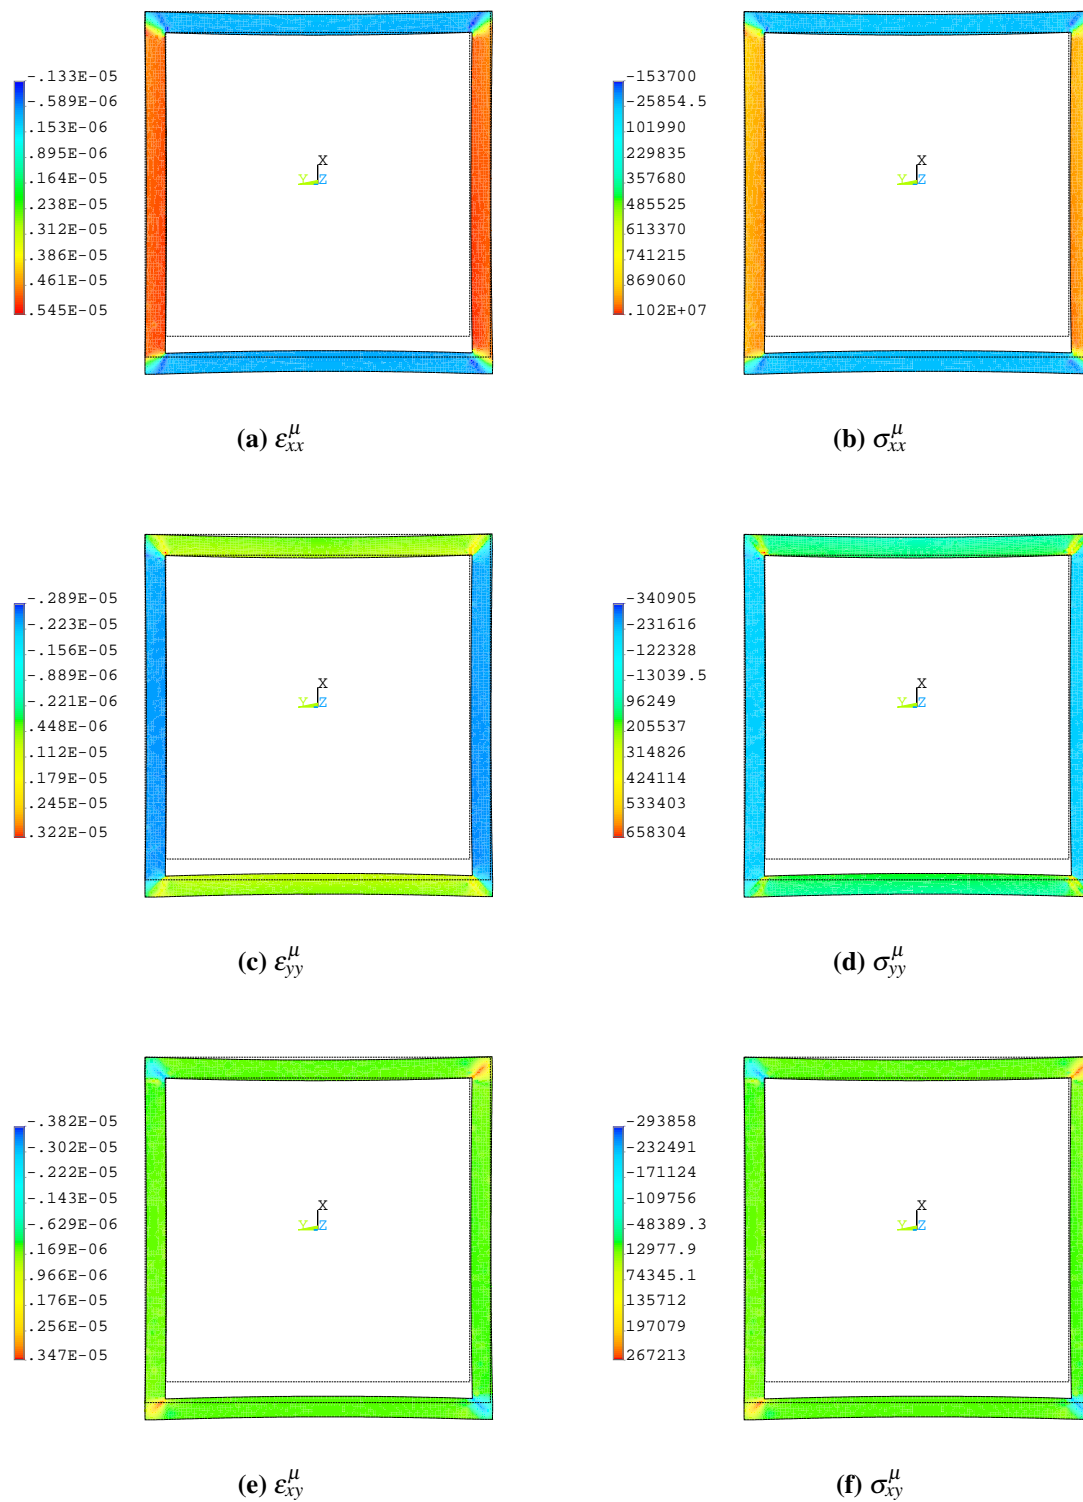 -.133E-05
-.589E-06
.153E-06
.895E-06
.164E-05
.238E-05
.312E-05
.386E-05
.461E-05
.545E-05
X
Y Z
(a) ε^μ_xx
-153700
-25854.5
101990
229835
357680
485525
613370
741215
869060
.102E+07
X
Y Z
(b) σ^μ_xx
-.289E-05
-.223E-05
-.156E-05
-.889E-06
-.221E-06
.448E-06
.112E-05
.179E-05
.245E-05
.322E-05
X
Y Z
(c) ε^μ_yy
-340905
-231616
-122328
-13039.5
96249
205537
314826
424114
533403
658304
X
Y Z
(d) σ^μ_yy
-.382E-05
-.302E-05
-.222E-05
-.143E-05
-.629E-06
.169E-06
.966E-06
.176E-05
.256E-05
.347E-05
X
Y Z
(e) ε^μ_xy
-293858
-232491
-171124
-109756
-48389.3
12977.9
74345.1
135712
197079
267213
X
Y Z
(f) σ^μ_xy